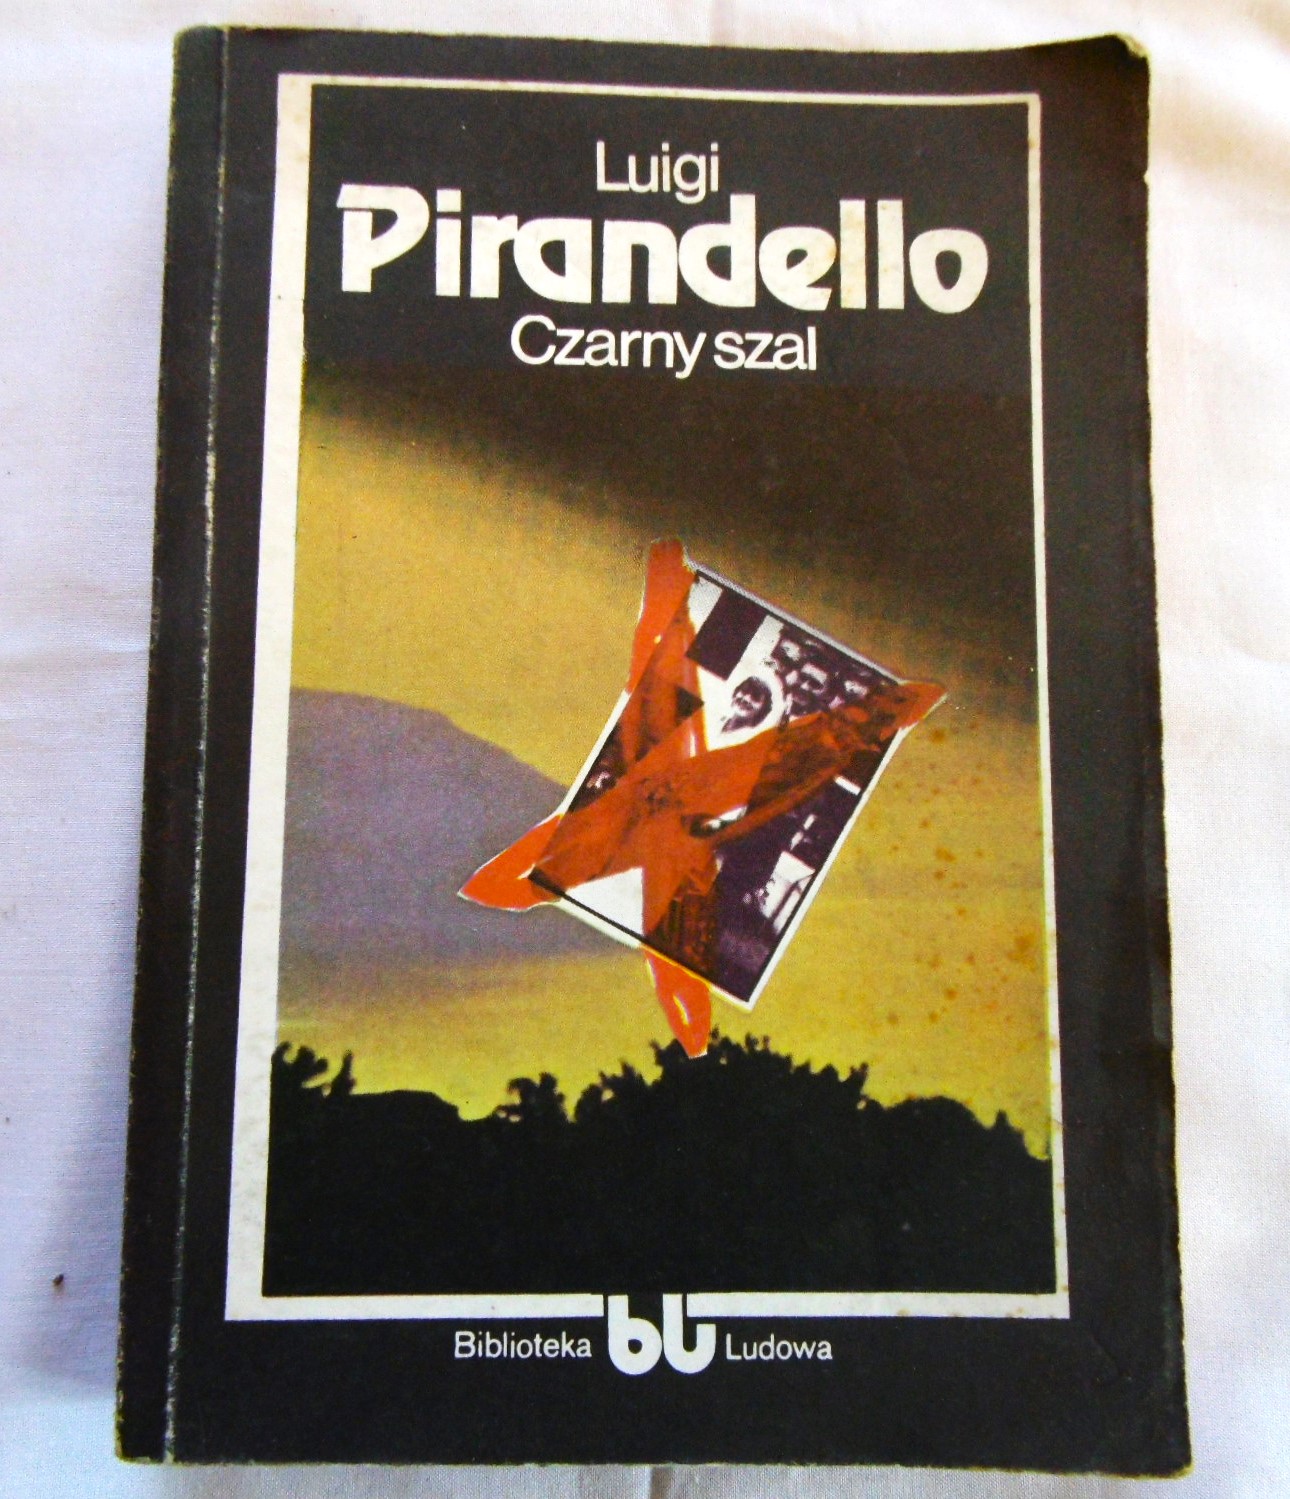 Luigi
Pirandello
Czarny szal
Biblioteka bl Ludowa